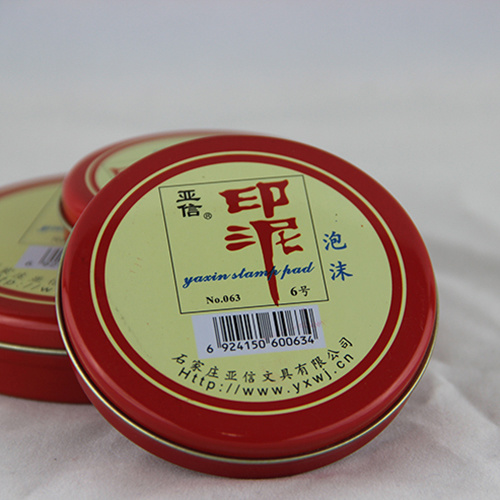 亚信®
印泥
泡沫
yaxin stamp pad
No.063 6号
6 924150 600634
石家庄亚信文具有限公司
Http://www.yxwj.cn